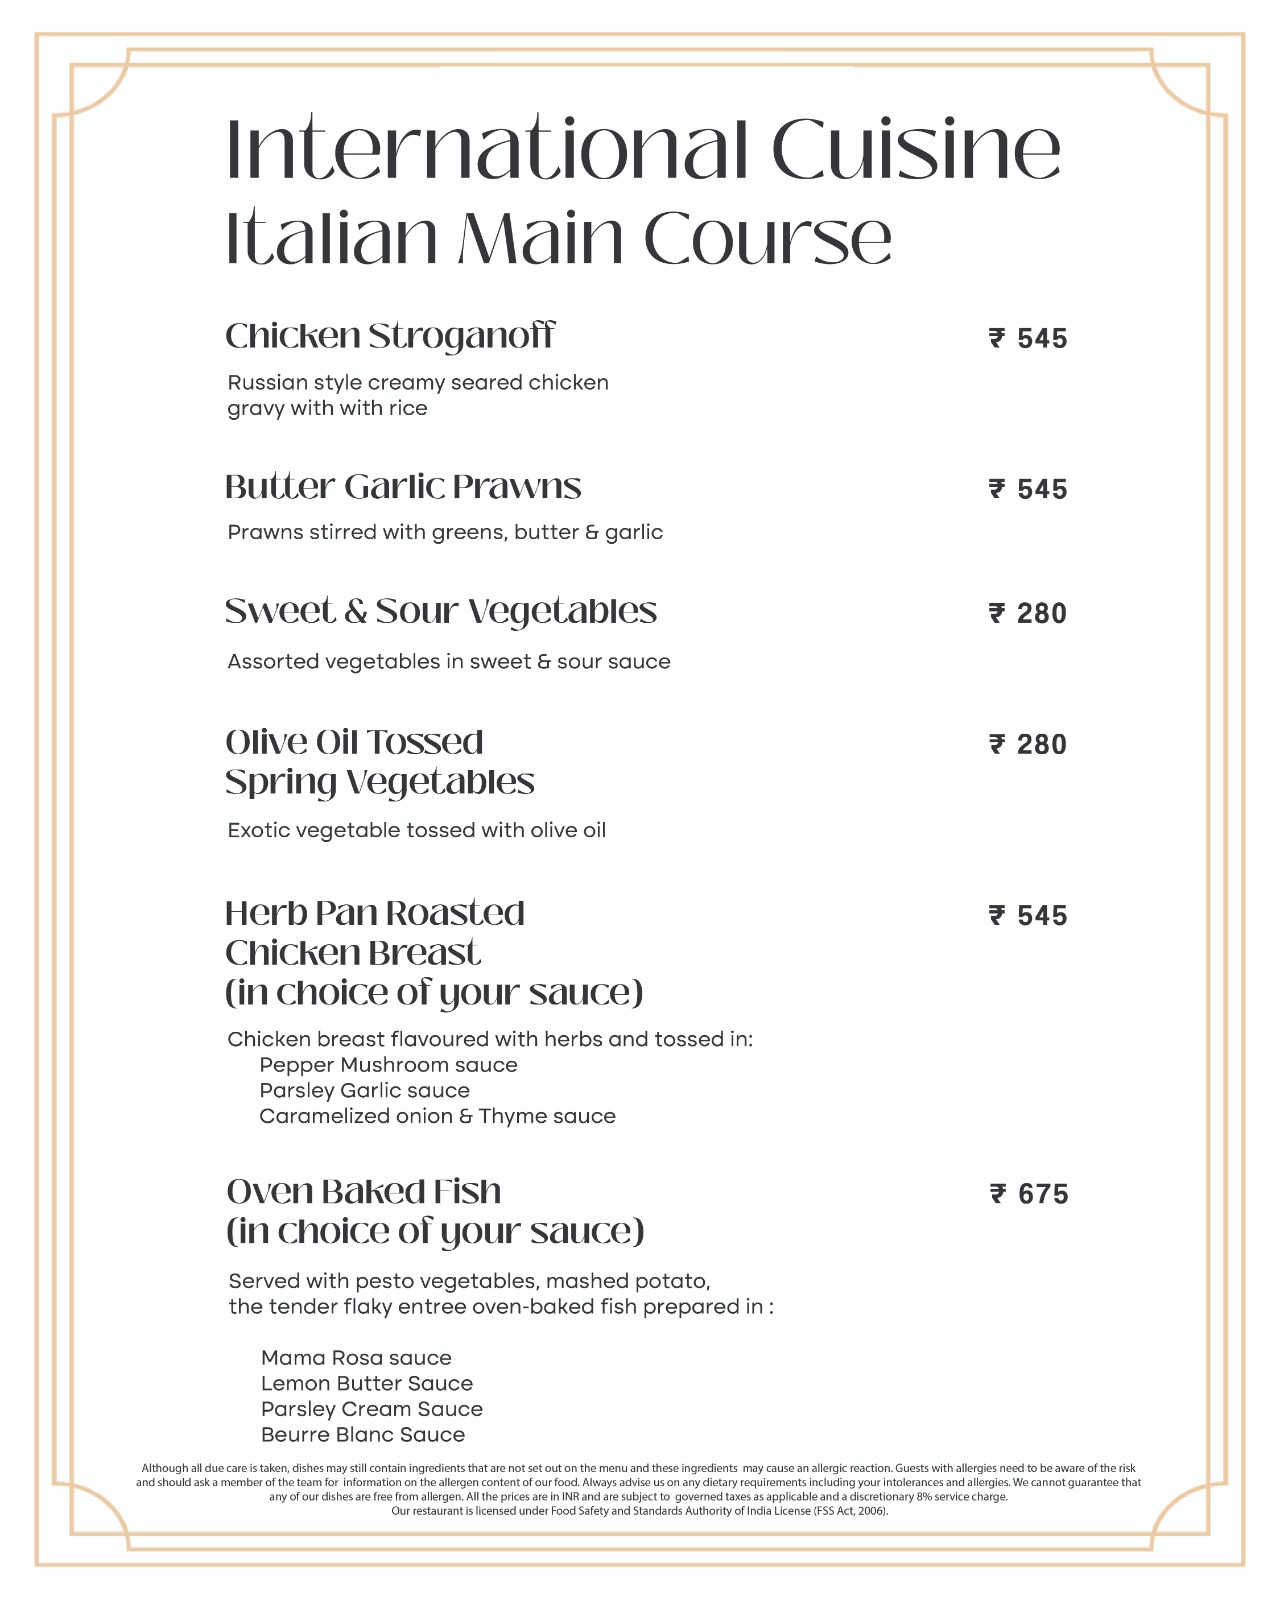 International Cuisine
Italian Main Course
Chicken Stroganoff ₹ 545
Russian style creamy seared chicken
gravy with with rice
Butter Garlic Prawns ₹ 545
Prawns stirred with greens, butter & garlic
Sweet & Sour Vegetables ₹ 280
Assorted vegetables in sweet & sour sauce
Olive Oil Tossed ₹ 280
Spring Vegetables
Exotic vegetable tossed with olive oil
Herb Pan Roasted ₹ 545
Chicken Breast
(in choice of your sauce)
Chicken breast flavoured with herbs and tossed in:
Pepper Mushroom sauce
Parsley Garlic sauce
Caramelized onion & Thyme sauce
Oven Baked Fish ₹ 675
(in choice of your sauce)
Served with pesto vegetables, mashed potato,
the tender flaky entree oven-baked fish prepared in :
Mama Rosa sauce
Lemon Butter Sauce
Parsley Cream Sauce
Beurre Blanc Sauce
Although all due care is taken, dishes may still contain ingredients that are not set out on the menu and these ingredients may cause an allergic reaction. Guests with allergies need to be aware of the risk
and should ask a member of the team for information on the allergen content of our food. Always advise us on any dietary requirements including your intolerances and allergies. We cannot guarantee that
any of our dishes are free from allergen. All the prices are in INR and are subject to governed taxes as applicable and a discretionary 8% service charge.
Our restaurant is licensed under Food Safety and Standards Authority of India License (FSS Act, 2006).